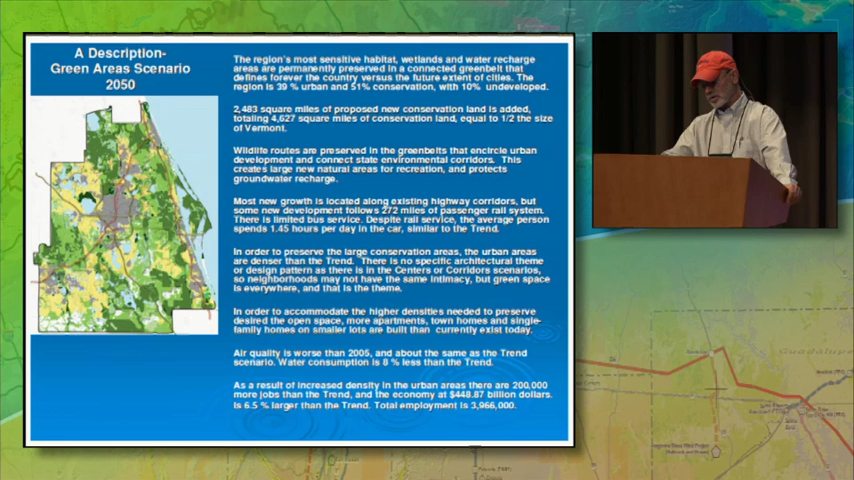 A Description-
Green Areas Scenario
2050
The region's most sensitive habitat, wetlands and water recharge
areas are permanently preserved in a connected greenbelt that
defines forever the country versus the future extent of cities. The
region is 39 % urban and 51% conservation, with 10% undeveloped.
2,483 square miles of proposed new conservation land is added,
totaling 4,627 square miles of conservation land, equal to 1/2 the size
of Vermont.
Wildlife routes are preserved in the greenbelts that encircle urban
development and connect state environmental corridors. This
creates large new natural areas for recreation, and protects
groundwater recharge.
Most new growth is located along existing highway corridors, but
some new development follows 272 miles of passenger rail system.
There is limited bus service. Despite rail service, the average person
spends 1.45 hours per day in the car, similar to the Trend.
In order to preserve the large conservation areas, the urban areas
are denser than the Trend. There is no specific architectural theme
or design pattern as there is in the Centers or Corridors scenarios,
so neighborhoods may not have the same intimacy, but green space
is everywhere, and that is the theme.
In order to accommodate the higher densities needed to preserve
desired the open space, more apartments, town homes and single-
family homes on smaller lots are built than currently exist today.
Air quality is worse than 2005, and about the same as the Trend
scenario. Water consumption is 8 % less than the Trend.
As a result of increased density in the urban areas there are 200,000
more jobs than the Trend, and the economy at $448.87 billion dollars.
is 6.5 % larger than the Trend. Total employment is 3,966,000.